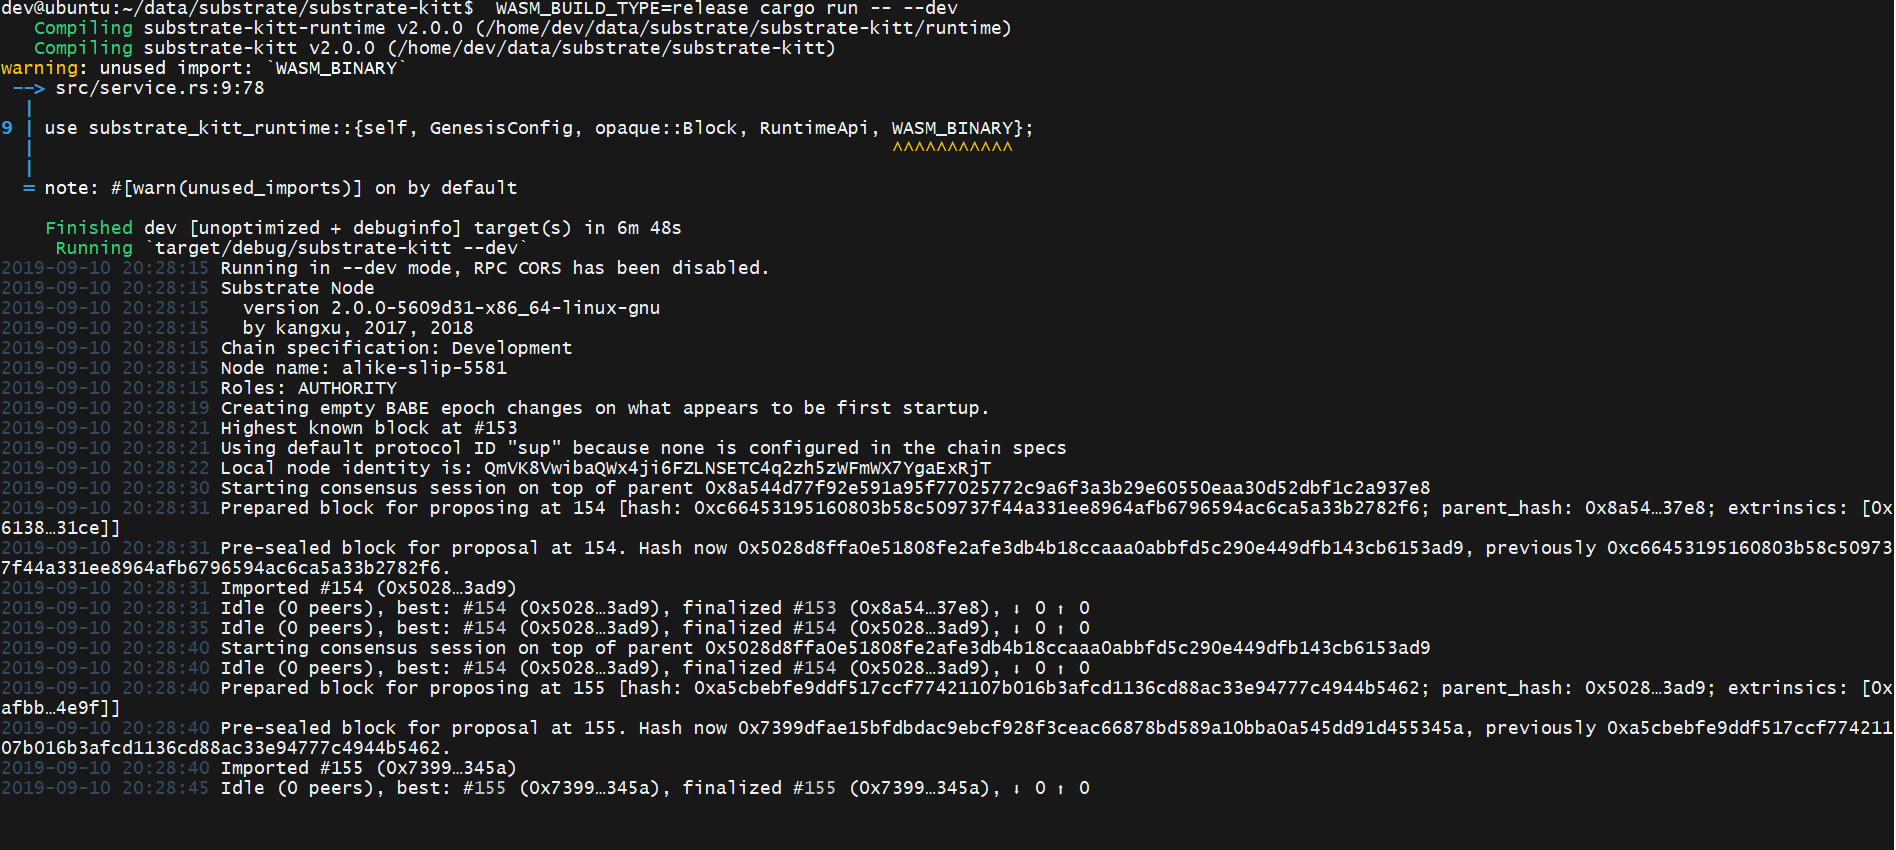 dev@ubuntu:~/data/substrate/substrate-kitt$  WASM_BUILD_TYPE=release cargo run -- --dev
   Compiling substrate-kitt-runtime v2.0.0 (/home/dev/data/substrate/substrate-kitt/runtime)
   Compiling substrate-kitt v2.0.0 (/home/dev/data/substrate/substrate-kitt)
warning: unused import: `WASM_BINARY`
 --> src/service.rs:9:78
  |
9 | use substrate_kitt_runtime::{self, GenesisConfig, opaque::Block, RuntimeApi, WASM_BINARY};
  |                                                                              ^^^^^^^^^^^
  |
  = note: #[warn(unused_imports)] on by default
    Finished dev [unoptimized + debuginfo] target(s) in 6m 48s
     Running `target/debug/substrate-kitt --dev`
2019-09-10 20:28:15 Running in --dev mode, RPC CORS has been disabled.
2019-09-10 20:28:15 Substrate Node
2019-09-10 20:28:15   version 2.0.0-5609d31-x86_64-linux-gnu
2019-09-10 20:28:15   by kangxu, 2017, 2018
2019-09-10 20:28:15 Chain specification: Development
2019-09-10 20:28:15 Node name: alike-slip-5581
2019-09-10 20:28:15 Roles: AUTHORITY
2019-09-10 20:28:19 Creating empty BABE epoch changes on what appears to be first startup.
2019-09-10 20:28:21 Highest known block at #153
2019-09-10 20:28:21 Using default protocol ID "sup" because none is configured in the chain specs
2019-09-10 20:28:22 Local node identity is: QmVK8VwibaQWx4ji6FZLNSETC4q2zh5zWFmWX7YgaExRjT
2019-09-10 20:28:30 Starting consensus session on top of parent 0x8a544d77f92e591a95f77025772c9a6f3a3b29e60550eaa30d52dbf1c2a937e8
2019-09-10 20:28:31 Prepared block for proposing at 154 [hash: 0xc66453195160803b58c509737f44a331ee8964afb6796594ac6ca5a33b2782f6; parent_hash: 0x8a54…37e8; extrinsics: [0x
6138…31ce]]
2019-09-10 20:28:31 Pre-sealed block for proposal at 154. Hash now 0x5028d8ffa0e51808fe2afe3db4b18ccaaa0abbfd5c290e449dfb143cb6153ad9, previously 0xc66453195160803b58c50973
7f44a331ee8964afb6796594ac6ca5a33b2782f6.
2019-09-10 20:28:31 Imported #154 (0x5028…3ad9)
2019-09-10 20:28:31 Idle (0 peers), best: #154 (0x5028…3ad9), finalized #153 (0x8a54…37e8), ↓ 0 ↑ 0
2019-09-10 20:28:35 Idle (0 peers), best: #154 (0x5028…3ad9), finalized #154 (0x5028…3ad9), ↓ 0 ↑ 0
2019-09-10 20:28:40 Starting consensus session on top of parent 0x5028d8ffa0e51808fe2afe3db4b18ccaaa0abbfd5c290e449dfb143cb6153ad9
2019-09-10 20:28:40 Idle (0 peers), best: #154 (0x5028…3ad9), finalized #154 (0x5028…3ad9), ↓ 0 ↑ 0
2019-09-10 20:28:40 Prepared block for proposing at 155 [hash: 0xa5cbebfe9ddf517ccf77421107b016b3afcd1136cd88ac33e94777c4944b5462; parent_hash: 0x5028…3ad9; extrinsics: [0x
afbb…4e9f]]
2019-09-10 20:28:40 Pre-sealed block for proposal at 155. Hash now 0x7399dfae15bfdbdac9ebcf928f3ceac66878bd589a10bba0a545dd91d455345a, previously 0xa5cbebfe9ddf517ccf774211
07b016b3afcd1136cd88ac33e94777c4944b5462.
2019-09-10 20:28:40 Imported #155 (0x7399…345a)
2019-09-10 20:28:45 Idle (0 peers), best: #155 (0x7399…345a), finalized #155 (0x7399…345a), ↓ 0 ↑ 0